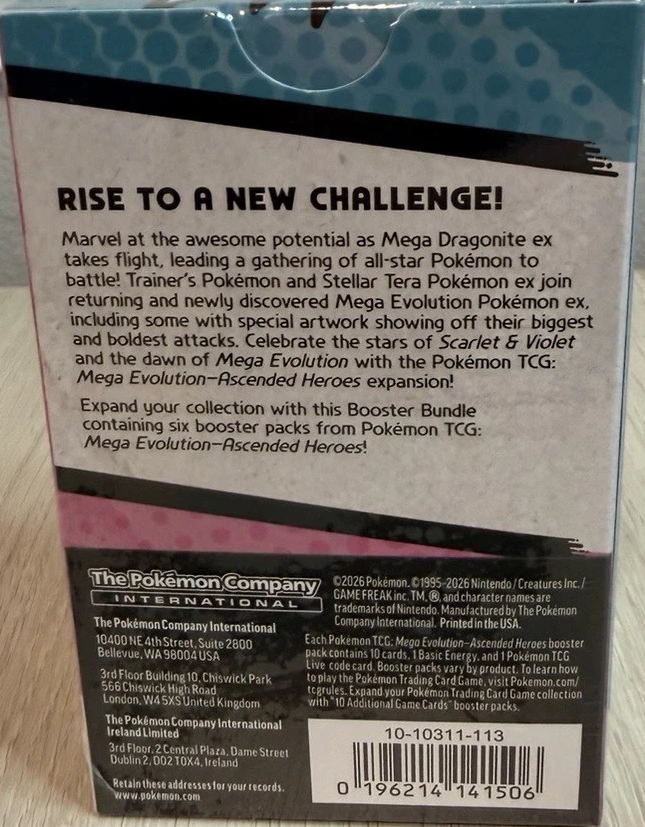 RISE TO A NEW CHALLENGE!
Marvel at the awesome potential as Mega Dragonite ex
takes flight, leading a gathering of all-star Pokémon to
battle! Trainer's Pokémon and Stellar Tera Pokémon ex join
returning and newly discovered Mega Evolution Pokémon ex,
including some with special artwork showing off their biggest
and boldest attacks. Celebrate the stars of Scarlet & Violet
and the dawn of Mega Evolution with the Pokémon TCG:
Mega Evolution—Ascended Heroes expansion!
Expand your collection with this Booster Bundle
containing six booster packs from Pokémon TCG:
Mega Evolution—Ascended Heroes!
The Pokémon Company
INTERNATIONAL
The Pokémon Company International
10400 NE 4th Street, Suite 2800
Bellevue, WA 98004 USA
3rd Floor Building 10, Chiswick Park
566 Chiswick High Road
London, W4 5XS United Kingdom
The Pokémon Company International
Ireland Limited
3rd Floor, 2 Central Plaza, Dame Street
Dublin 2, D02 T0X4, Ireland
Retain these addresses for your records.
www.pokemon.com
©2026 Pokémon. ©1995–2026 Nintendo / Creatures Inc. /
GAME FREAK inc. TM, ®, and character names are
trademarks of Nintendo. Manufactured by The Pokémon
Company International. Printed in the USA.
Each Pokémon TCG: Mega Evolution—Ascended Heroes booster
pack contains 10 cards, 1 Basic Energy, and 1 Pokémon TCG
Live code card. Booster packs vary by product. To learn how
to play the Pokémon Trading Card Game, visit Pokemon.com/
tcgrules. Expand your Pokémon Trading Card Game collection
with "10 Additional Game Cards" booster packs.
10-10311-113
0 196214 141506